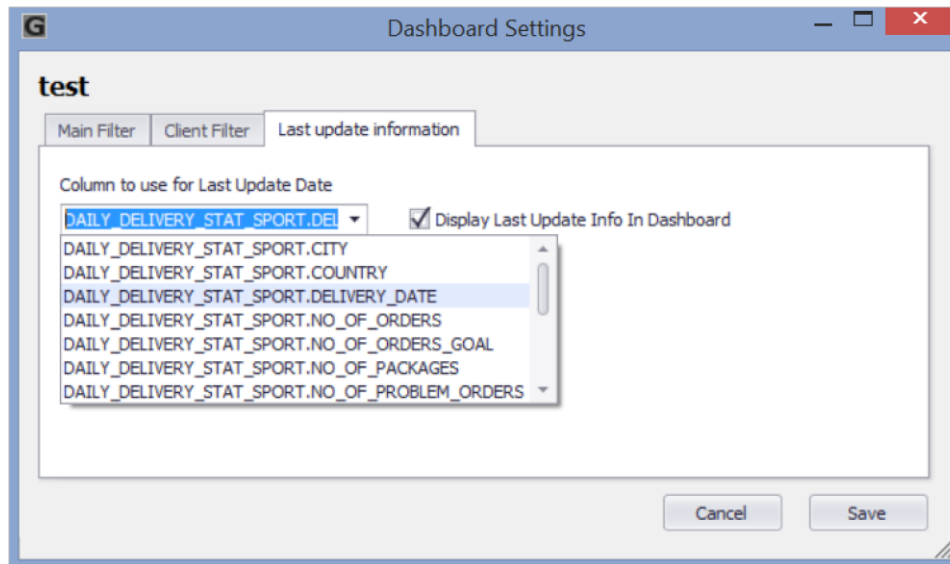 G Dashboard Settings
test
Main Filter Client Filter Last update information
Column to use for Last Update Date
DAILY_DELIVERY_STAT_SPORT.DEL Display Last Update Info In Dashboard
DAILY_DELIVERY_STAT_SPORT.CITY
DAILY_DELIVERY_STAT_SPORT.COUNTRY
DAILY_DELIVERY_STAT_SPORT.DELIVERY_DATE
DAILY_DELIVERY_STAT_SPORT.NO_OF_ORDERS
DAILY_DELIVERY_STAT_SPORT.NO_OF_ORDERS_GOAL
DAILY_DELIVERY_STAT_SPORT.NO_OF_PACKAGES
DAILY_DELIVERY_STAT_SPORT.NO_OF_PROBLEM_ORDERS
Cancel Save